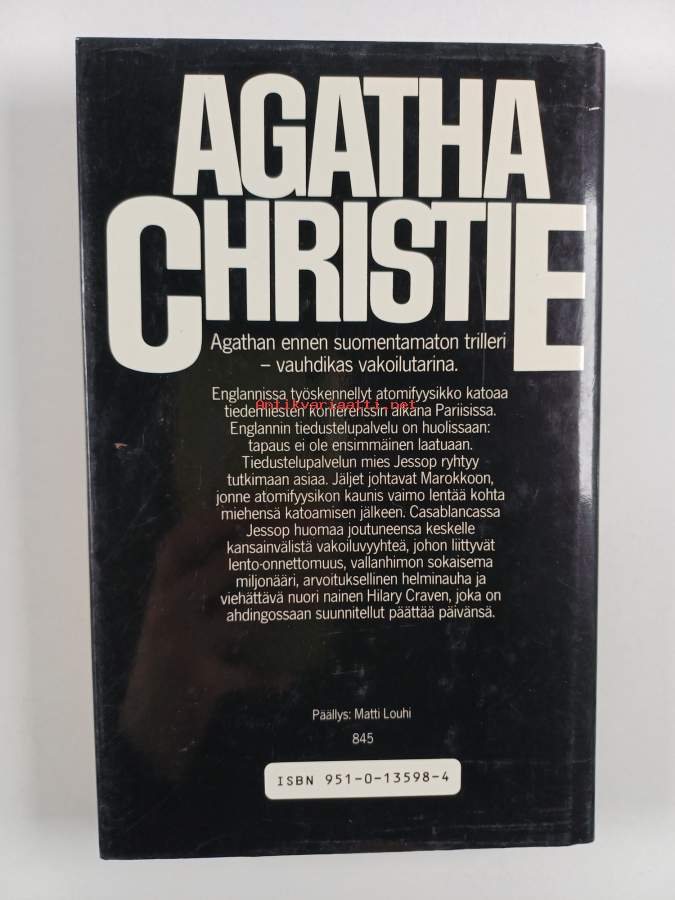 AGATHA
CHRISTIE
Agathan ennen suomentamaton trilleri
– vauhdikas vakoilutarina.
Englannissa työskennellyt atomifyysikko katoaa
tiedemiesten konferenssin aikana Pariisissa.
Antikvariaatti.net
Englannin tiedustelupalvelu on huolissaan:
tapaus ei ole ensimmäinen laatuaan.
Tiedustelupalvelun mies Jessop ryhtyy
tutkimaan asiaa. Jäljet johtavat Marokkoon,
jonne atomifyysikon kaunis vaimo lentää kohta
miehensä katoamisen jälkeen. Casablancassa
Jessop huomaa joutuneensa keskelle
kansainvälistä vakoiluvyyhteä, johon liittyvät
lento-onnettomuus, vallanhimon sokaisema
miljonääri, arvoituksellinen helminauha ja
viehättävä nuori nainen Hilary Craven, joka on
ahdingossaan suunnitellut päättää päivänsä.
Päällys: Matti Louhi
845
ISBN 951-0-13598-4